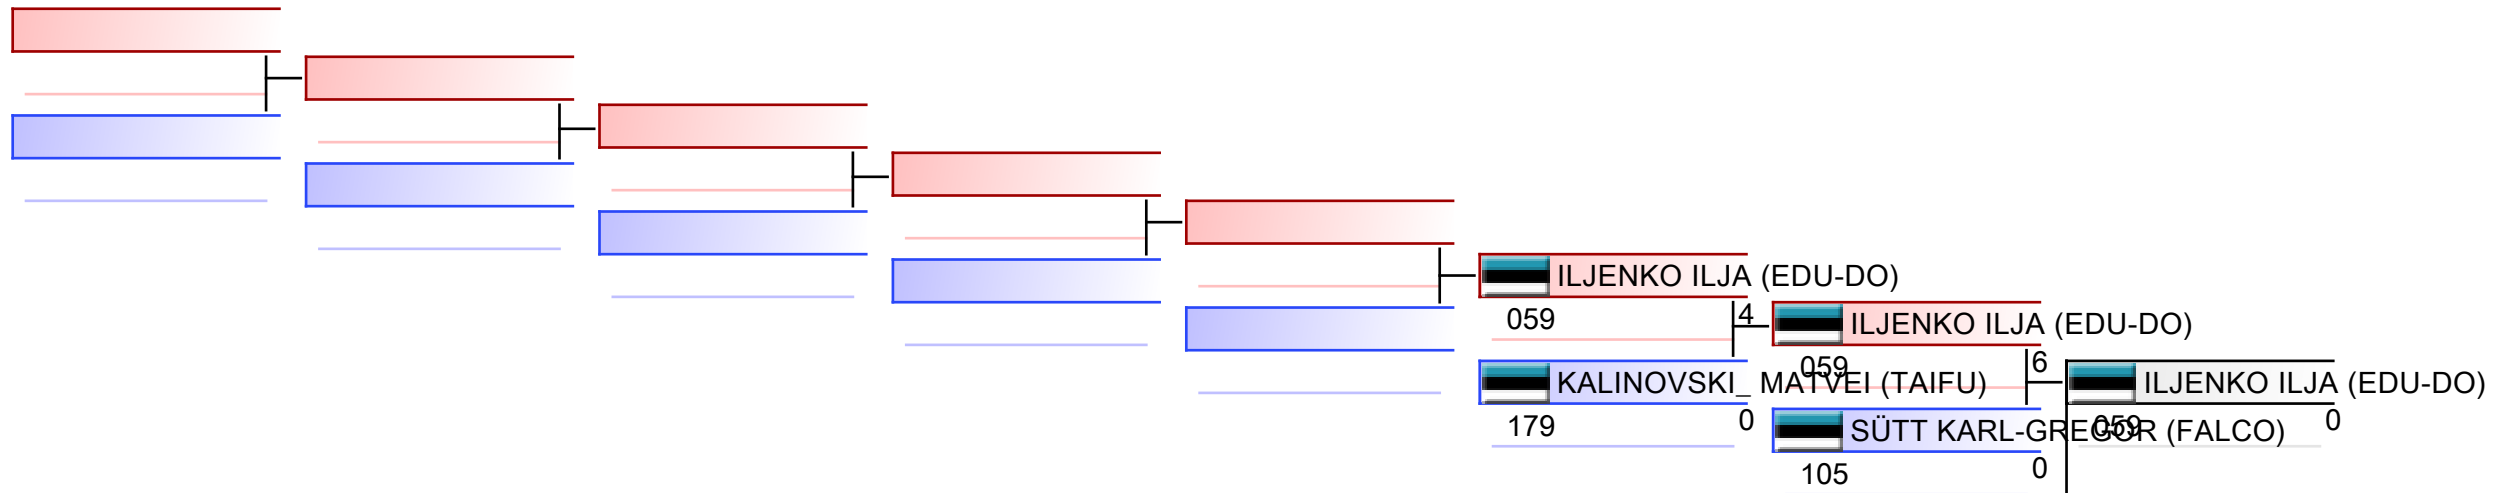 ILJENKO ILJA (EDU-DO)
059
4
KALINOVSKI_ MATVEI (TAIFU)
179
0
ILJENKO ILJA (EDU-DO)
059
6
SÜTT KARL-GREGOR (FALCO)
105
0
ILJENKO ILJA (EDU-DO)
059
0